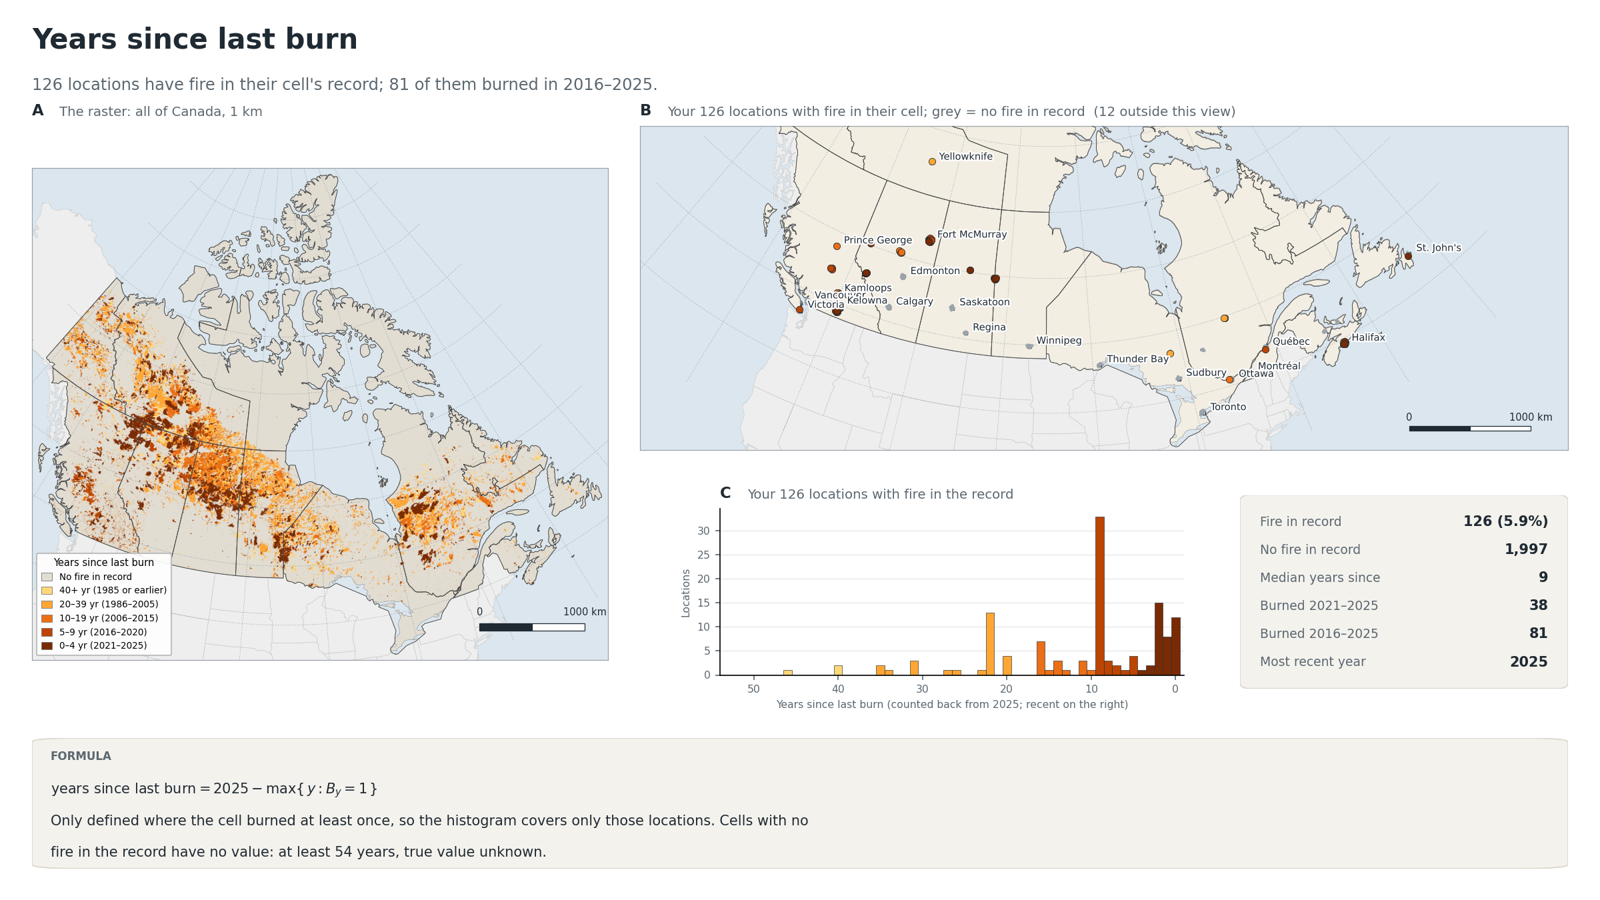 Years since last burn
126 locations have fire in their cell's record; 81 of them burned in 2016–2025.
A The raster: all of Canada, 1 km
Years since last burn
No fire in record
40+ yr (1985 or earlier)
20–39 yr (1986–2005)
10–19 yr (2006–2015)
5–9 yr (2016–2020)
0–4 yr (2021–2025)
0 1000 km
B Your 126 locations with fire in their cell; grey = no fire in record (12 outside this view)
Yellowknife
Prince George
Fort McMurray
St. John's
Edmonton
Kamloops
Vancouver
Kelowna
Victoria
Calgary
Saskatoon
Regina
Winnipeg
Thunder Bay
Sudbury
Ottawa
Montréal
Québec
Halifax
Toronto
0 1000 km
C Your 126 locations with fire in the record
Locations
30
25
20
15
10
5
0
50 40 30 20 10 0
Years since last burn (counted back from 2025; recent on the right)
Fire in record 126 (5.9%)
No fire in record 1,997
Median years since 9
Burned 2021–2025 38
Burned 2016–2025 81
Most recent year 2025
FORMULA
years since last burn = 2025 − max{ y : B_y = 1 }
Only defined where the cell burned at least once, so the histogram covers only those locations. Cells with no
fire in the record have no value: at least 54 years, true value unknown.